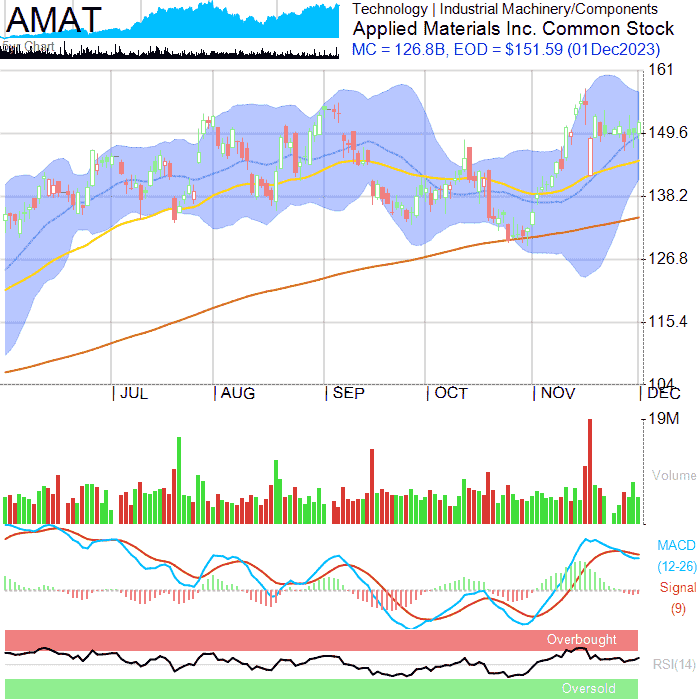 AMAT
Full Chart
Technology | Industrial Machinery/Components
Applied Materials Inc. Common Stock
MC = 126.8B, EOD = $151.59 (01Dec2023)
161
149.6
138.2
126.8
115.4
104
JUL
AUG
SEP
OCT
NOV
DEC
19M
Volume
MACD
(12-26)
Signal
(9)
Overbought
RSI(14)
Oversold